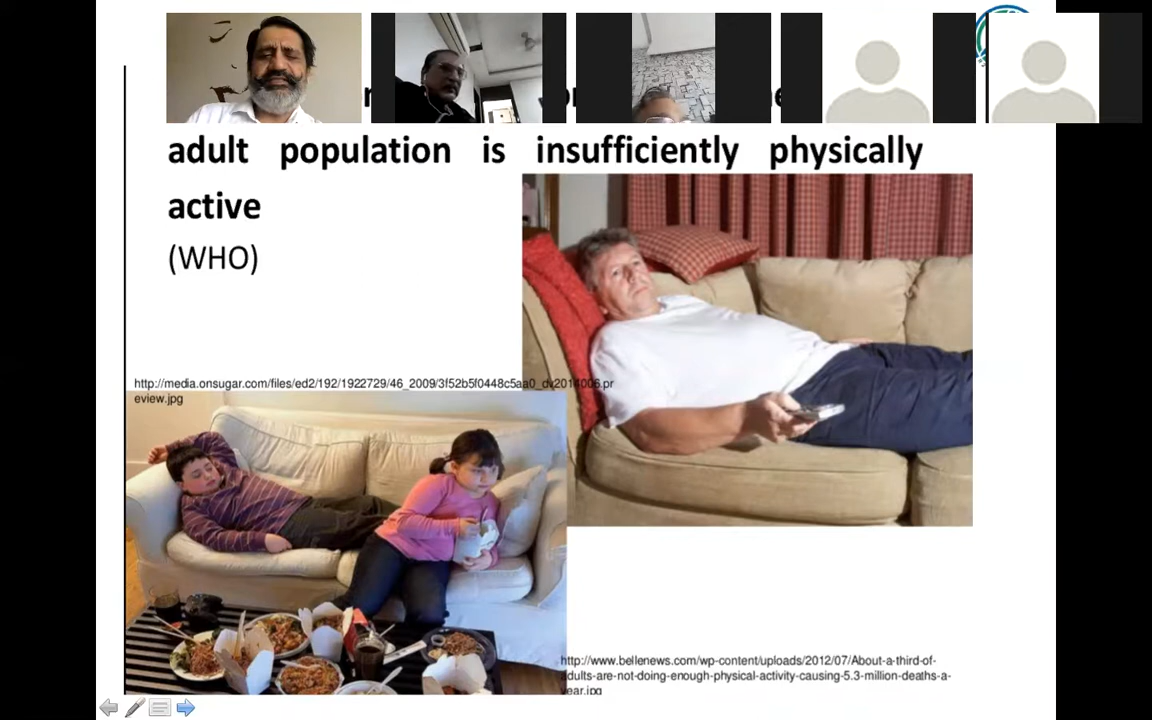 adult population is insufficiently physically
active
(WHO)
http://media.onsugar.com/files/ed2/192/1922729/46_2009/3f52b5f0448c5aa0_dv2014006.pr
eview.jpg
http://www.bellenews.com/wp-content/uploads/2012/07/About-a-third-of-
adults-are-not-doing-enough-physical-activity-causing-5.3-million-deaths-a-
year.jpg